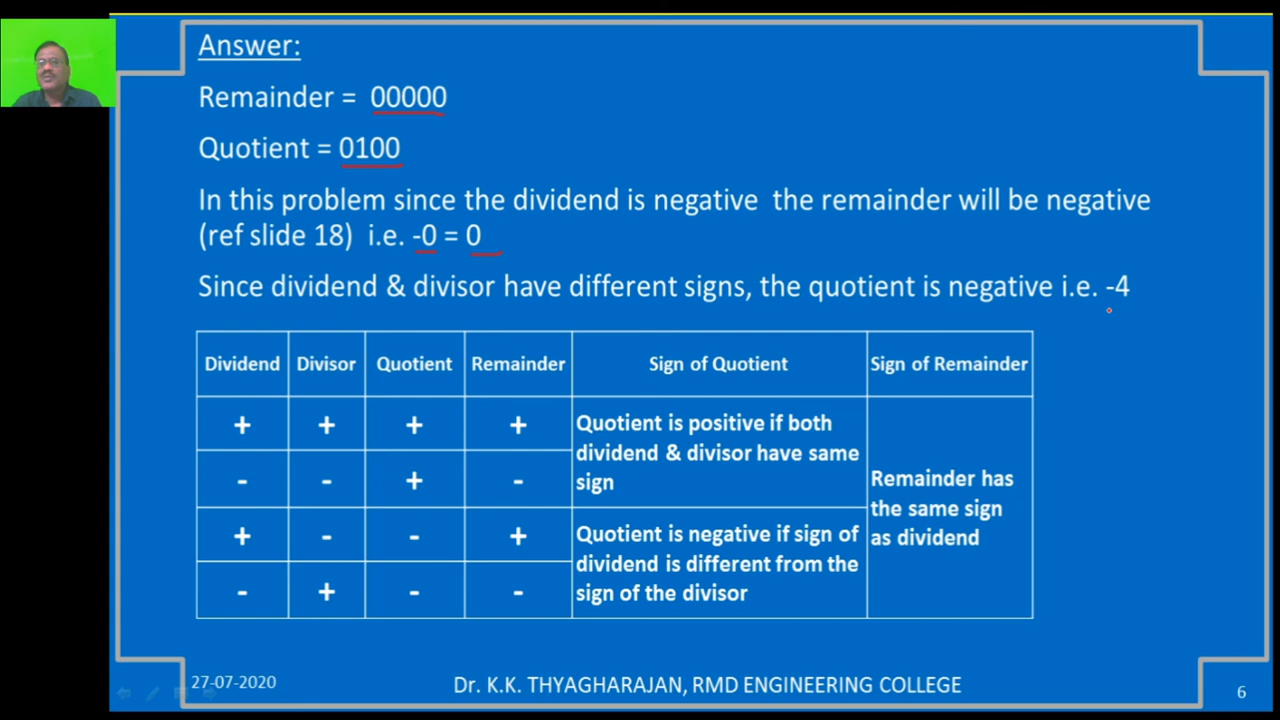 Answer:
Remainder = 00000
Quotient = 0100
In this problem since the dividend is negative the remainder will be negative
(ref slide 18) i.e. -0 = 0
Since dividend & divisor have different signs, the quotient is negative i.e. -4
Dividend Divisor Quotient Remainder Sign of Quotient Sign of Remainder
+ + + + Quotient is positive if both
dividend & divisor have same
sign
- - + -
+ - - + Quotient is negative if sign of
dividend is different from the
sign of the divisor
- + - -
Remainder has
the same sign
as dividend
27-07-2020
Dr. K.K. THYAGHARAJAN, RMD ENGINEERING COLLEGE
6